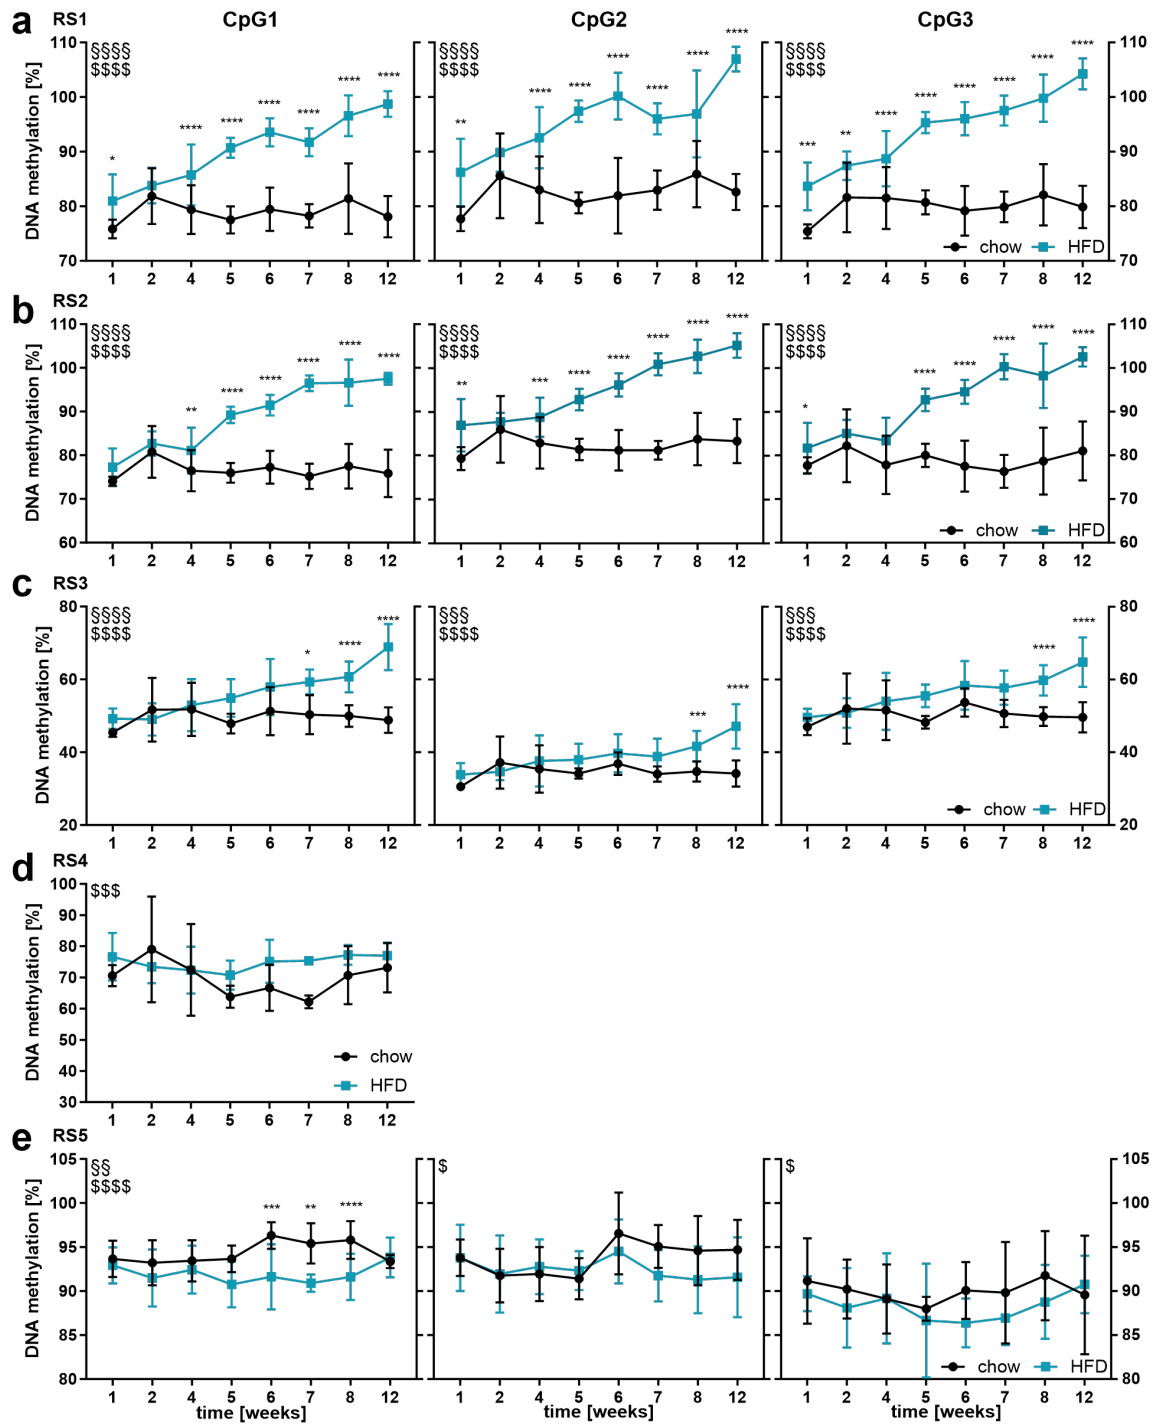 a RS1 CpG1 CpG2 CpG3
DNA methylation [%]
110
100
90
80
70
§§§§
$$$$
* **** **** **** **** **** ****
1 2 4 5 6 7 8 12
§§§§
$$$$
** **** **** **** **** **** ****
1 2 4 5 6 7 8 12
§§§§
$$$$
*** ** **** **** **** **** **** ****
chow HFD
1 2 4 5 6 7 8 12
110
100
90
80
70
b RS2
DNA methylation [%]
110
100
90
80
70
60
§§§§
$$$$
** **** **** **** **** ****
1 2 4 5 6 7 8 12
§§§§
$$$$
** *** **** **** **** **** ****
1 2 4 5 6 7 8 12
§§§§
$$$$
* **** **** **** **** ****
chow HFD
1 2 4 5 6 7 8 12
110
100
90
80
70
60
c RS3
DNA methylation [%]
80
60
40
20
§§§§
$$$$
* **** ****
1 2 4 5 6 7 8 12
§§§
$$$$
*** ****
1 2 4 5 6 7 8 12
§§§
$$$$
**** ****
chow HFD
1 2 4 5 6 7 8 12
80
60
40
20
d RS4
DNA methylation [%]
100
90
80
70
60
50
40
30
$$$
chow
HFD
1 2 4 5 6 7 8 12
e RS5
DNA methylation [%]
105
100
95
90
85
80
§§
$$$$
*** ** ****
1 2 4 5 6 7 8 12
time [weeks]
$
1 2 4 5 6 7 8 12
time [weeks]
$
chow HFD
1 2 4 5 6 7 8 12
time [weeks]
105
100
95
90
85
80